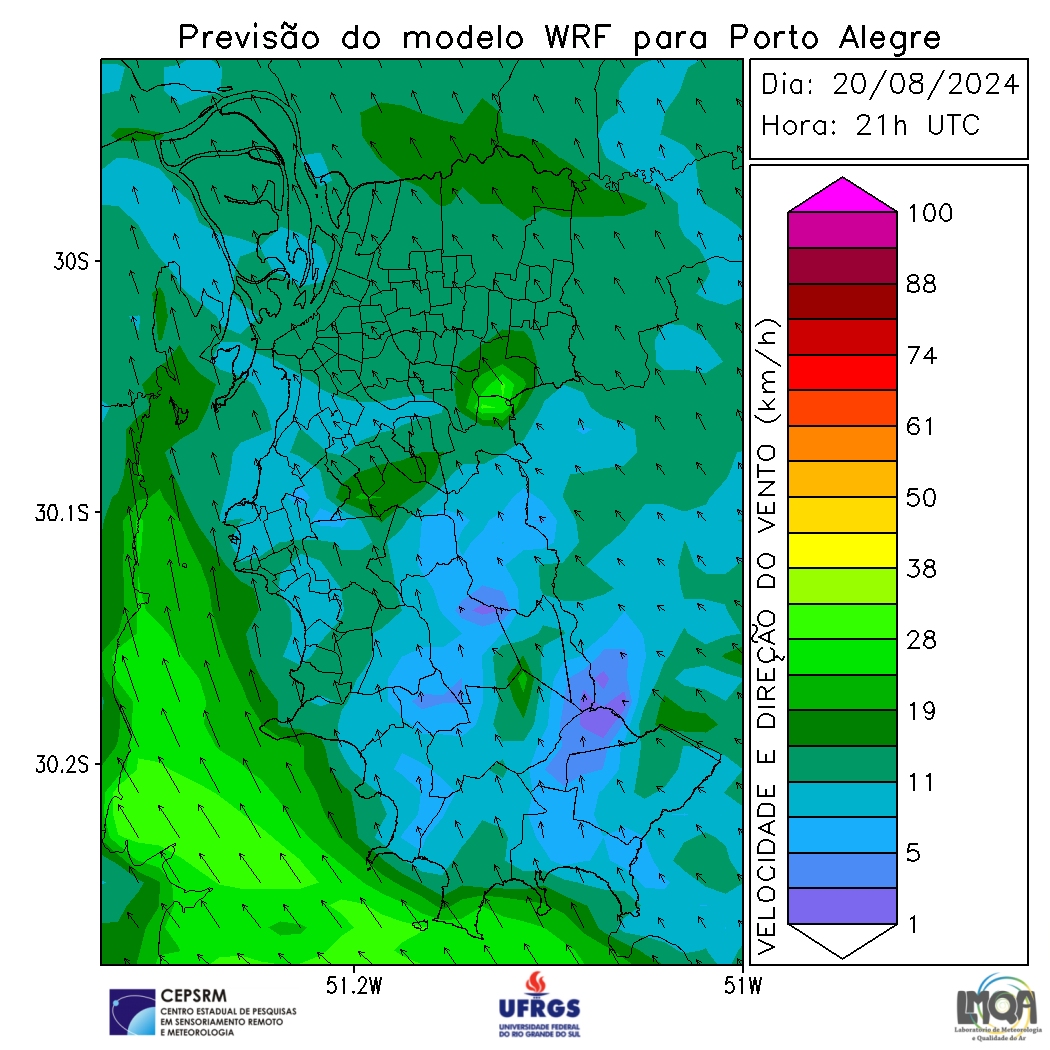 Previsão do modelo WRF para Porto Alegre
Dia: 20/08/2024
Hora: 21h UTC
30S
30.1S
30.2S
51.2W
51W
VELOCIDADE E DIREÇÃO DO VENTO (km/h)
100
88
74
61
50
38
28
19
11
5
1
CEPSRM
CENTRO ESTADUAL DE PESQUISAS
EM SENSORIAMENTO REMOTO
E METEOROLOGIA
UFRGS
UNIVERSIDADE FEDERAL
DO RIO GRANDE DO SUL
LMQA
Laboratório de Meteorologia
e Qualidade do Ar